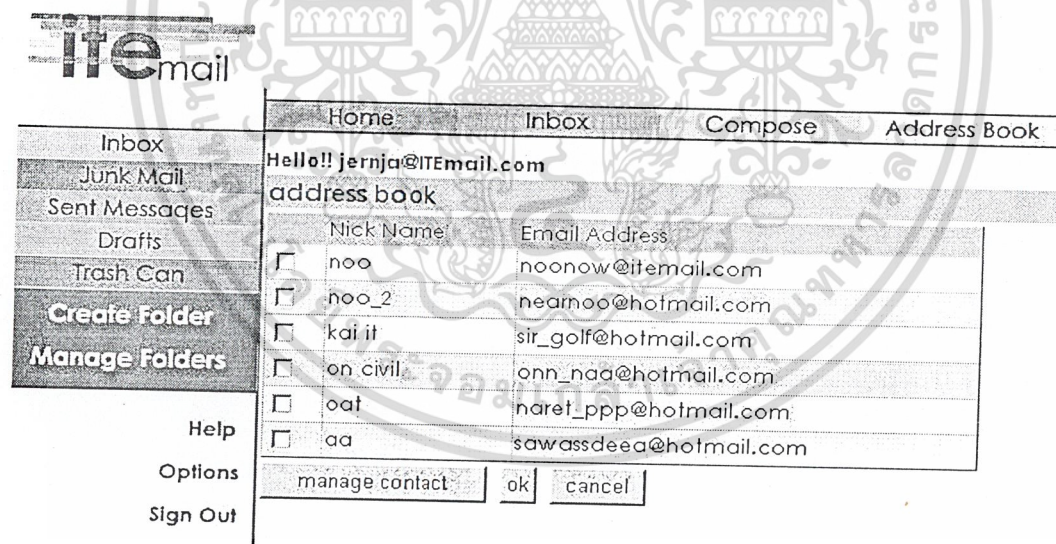 ITEmail
Home Inbox Compose Address Book
Inbox
Junk Mail
Sent Messages
Drafts
Trash Can
Create Folder
Manage Folders
Help
Options
Sign Out
Hello!! jernja@ITEmail.com
address book
Nick Name Email Address
noo noonow@itemail.com
noo_2 nearnoo@hotmail.com
kai it sir_golf@hotmail.com
on civil onn_naa@hotmail.com
oat naret_ppp@hotmail.com
aa sawassdeea@hotmail.com
manage contact ok cancel